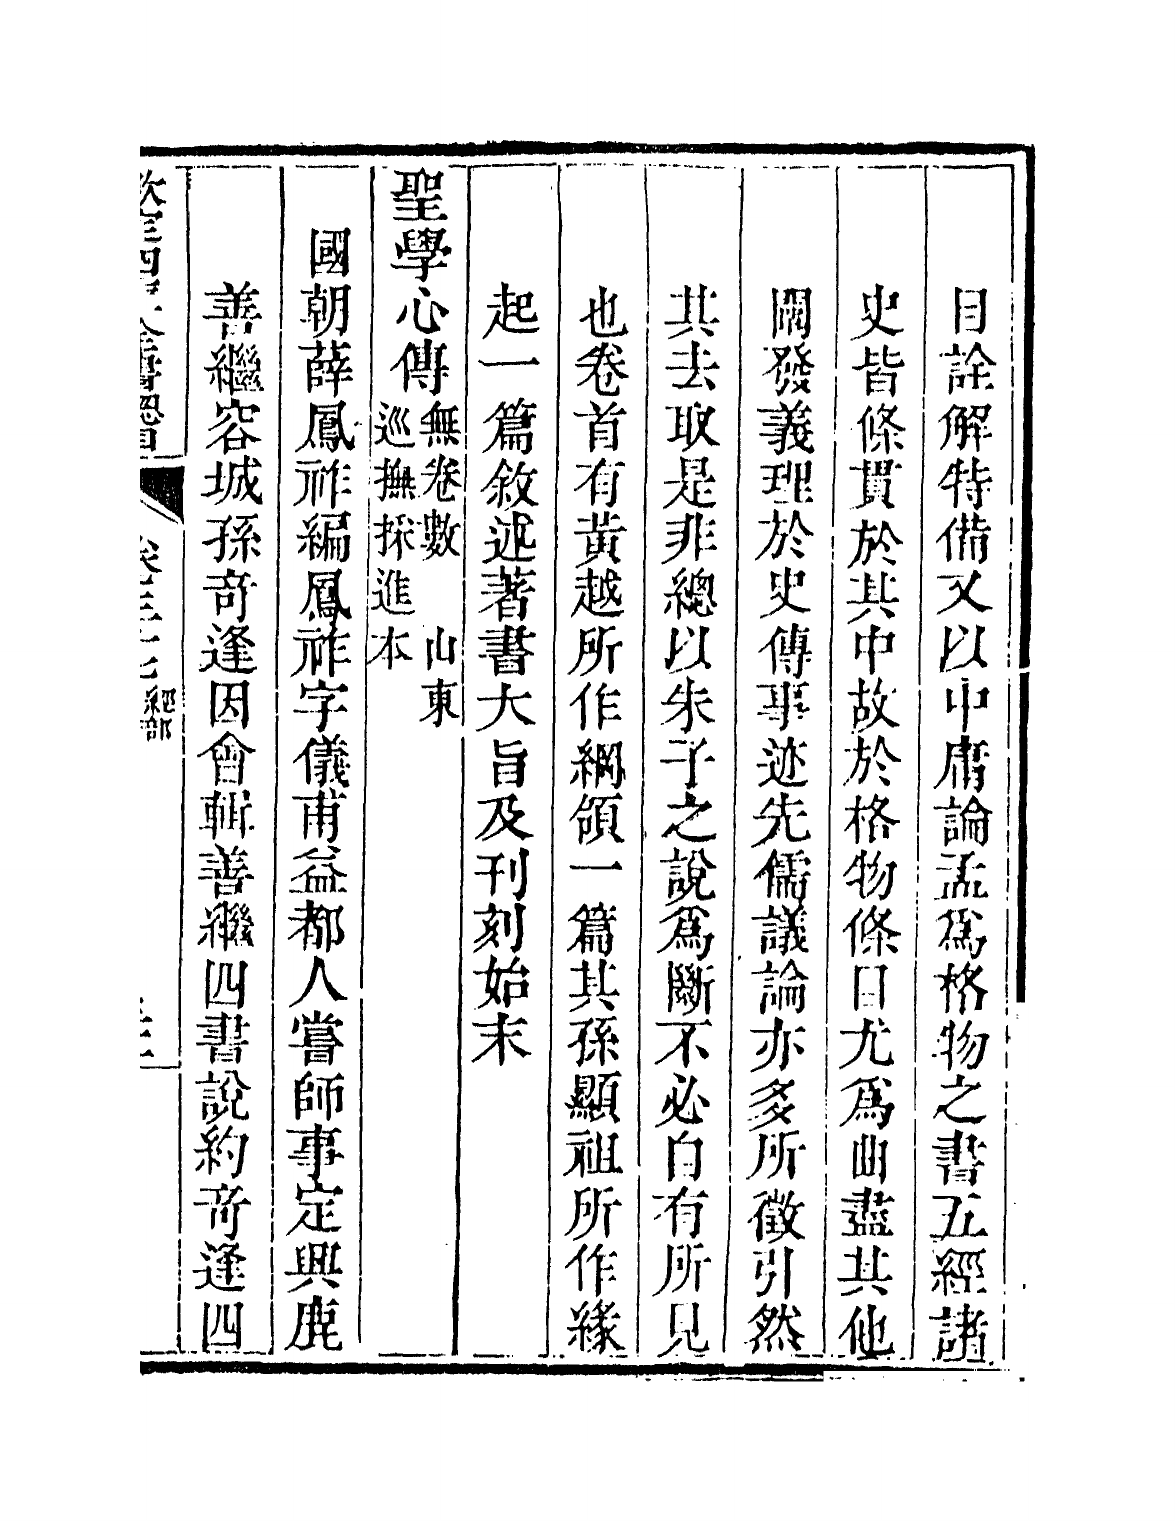 目詮解特備又以中庸論孟爲格物之書五經諸
史皆條貫於其中故於格物條目尤爲曲盡其他
闡發義理於史傳事迹先儒議論亦多所徵引然
其去取是非總以朱子之說爲斷不必自有所見
也卷首有黃越所作綱領一篇其孫顯祖所作緣
起一篇敘述著書大旨及刊刻始末
聖學心傳無卷數 山東
巡撫採進本
國朝薛鳳祚編鳳祚字儀甫益都人嘗師事定興鹿
善繼容城孫奇逢因會輯善繼四書說約奇逢四
欽定四庫全書總目 卷三十七 經部